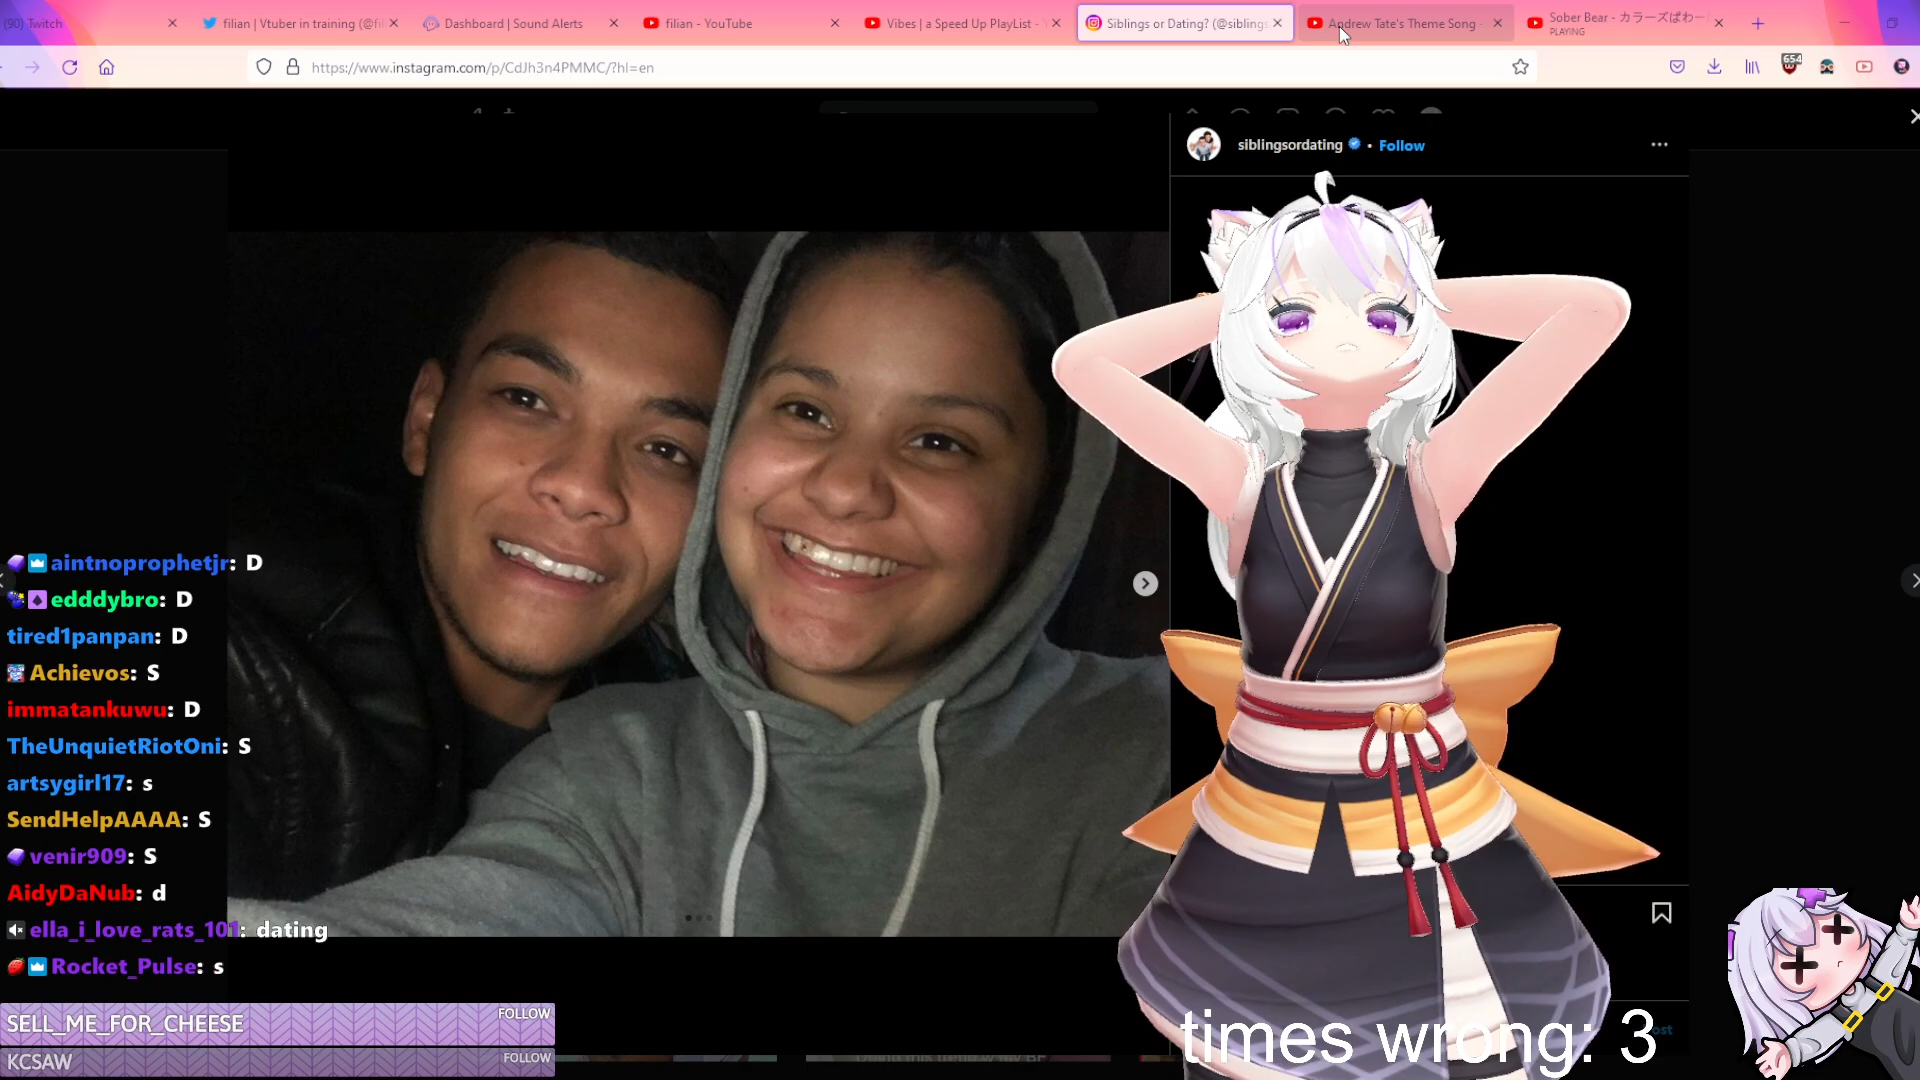 (90) Twitch
filian | Vtuber in training (@fil
Dashboard | Sound Alerts
filian - YouTube
Vibes | a Speed Up PlayList - Y
Siblings or Dating? (@siblings
Andrew Tate's Theme Song -
Sober Bear - カラーズぱわー
PLAYING
https://www.instagram.com/p/CdJh3n4PMMC/?hl=en
654
siblingsordating • Follow
aintnoprophetjr: D
edddybro: D
tired1panpan: D
Achievos: S
immatankuwu: D
TheUnquietRiotOni: S
artsygirl17: s
SendHelpAAAA: S
venir909: S
AidyDaNub: d
ella_i_love_rats_101: dating
Rocket_Pulse: s
SELL_ME_FOR_CHEESE FOLLOW
KCSAW FOLLOW
times wrong: 3